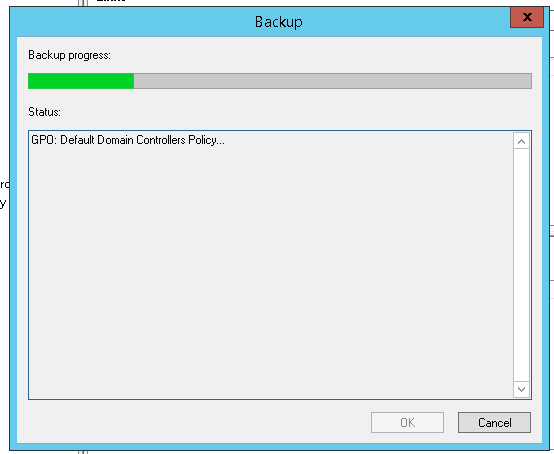 Backup
x
Backup progress:
Status:
GPO: Default Domain Controllers Policy...
OK
Cancel